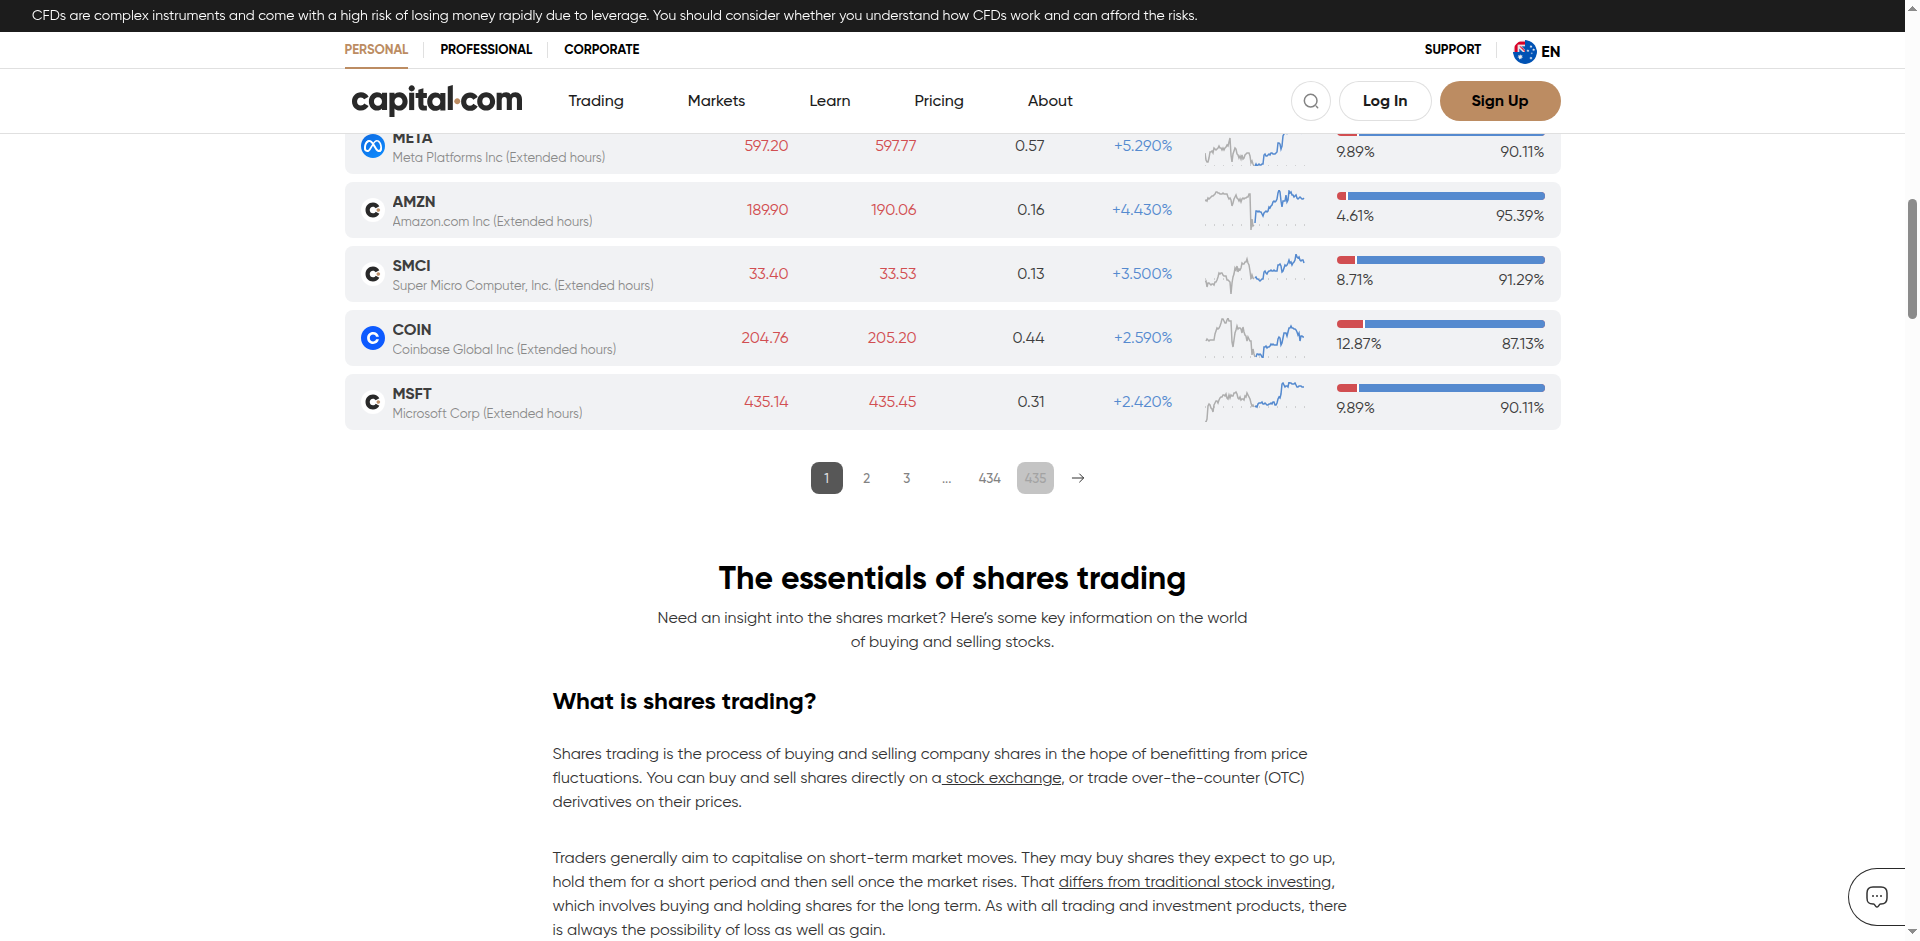 CFDs are complex instruments and come with a high risk of losing money rapidly due to leverage. You should consider whether you understand how CFDs work and can afford the risks.
PERSONAL PROFESSIONAL CORPORATE SUPPORT EN
capital.com Trading Markets Learn Pricing About Log In Sign Up
META 597.20 597.77 0.57 +5.290%
Meta Platforms Inc (Extended hours) 9.89% 90.11%
AMZN 189.90 190.06 0.16 +4.430%
Amazon.com Inc (Extended hours) 4.61% 95.39%
SMCI 33.40 33.53 0.13 +3.500%
Super Micro Computer, Inc. (Extended hours) 8.71% 91.29%
COIN 204.76 205.20 0.44 +2.590%
Coinbase Global Inc (Extended hours) 12.87% 87.13%
MSFT 435.14 435.45 0.31 +2.420%
Microsoft Corp (Extended hours) 9.89% 90.11%
1 2 3 ... 434 435
The essentials of shares trading
Need an insight into the shares market? Here's some key information on the world
of buying and selling stocks.
What is shares trading?
Shares trading is the process of buying and selling company shares in the hope of benefitting from price
fluctuations. You can buy and sell shares directly on a stock exchange, or trade over-the-counter (OTC)
derivatives on their prices.
Traders generally aim to capitalise on short-term market moves. They may buy shares they expect to go up,
hold them for a short period and then sell once the market rises. That differs from traditional stock investing,
which involves buying and holding shares for the long term. As with all trading and investment products, there
is always the possibility of loss as well as gain.